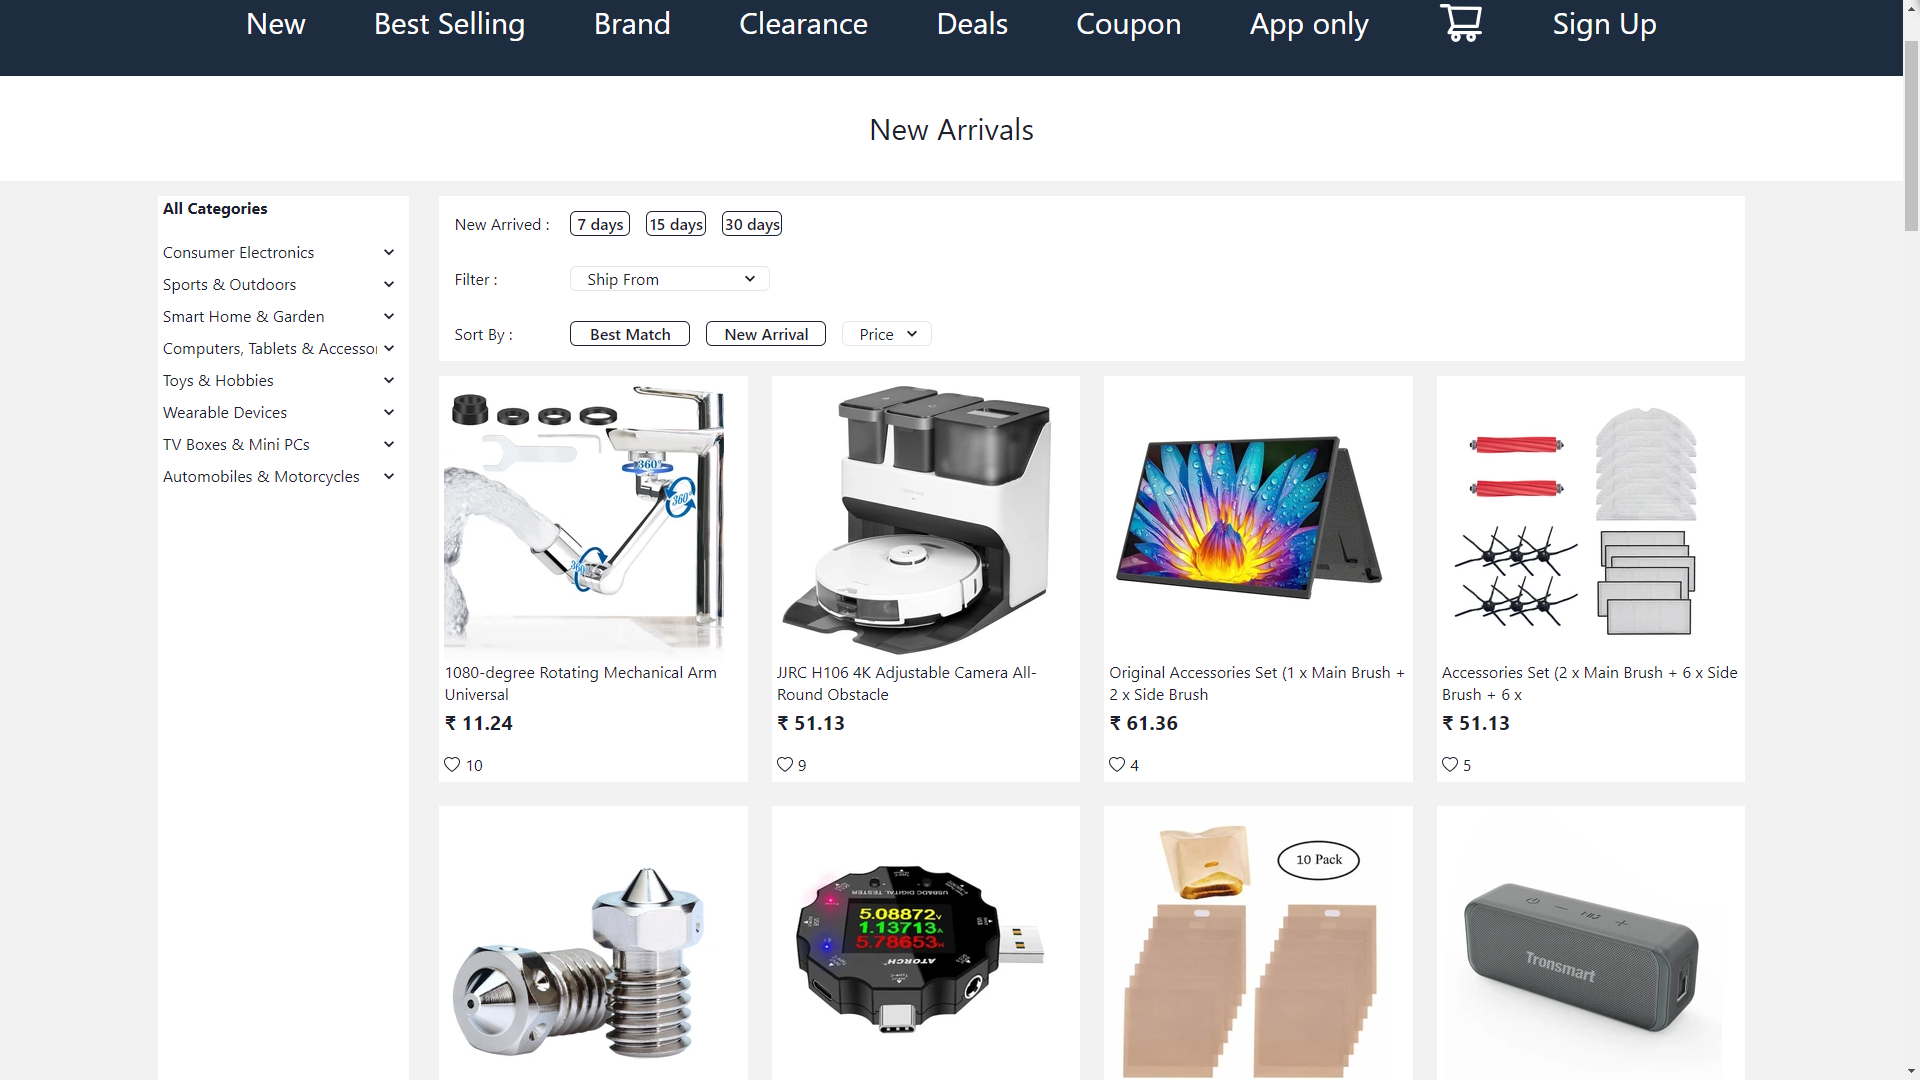 New Best Selling Brand Clearance Deals Coupon App only Sign Up
New Arrivals
All Categories
Consumer Electronics
Sports & Outdoors
Smart Home & Garden
Computers, Tablets & Accessor
Toys & Hobbies
Wearable Devices
TV Boxes & Mini PCs
Automobiles & Motorcycles
New Arrived : 7 days 15 days 30 days
Filter : Ship From
Sort By : Best Match New Arrival Price
360°
360°
360°
1080-degree Rotating Mechanical Arm
Universal
₹ 11.24
10
JJRC H106 4K Adjustable Camera All-
Round Obstacle
₹ 51.13
9
Original Accessories Set (1 x Main Brush +
2 x Side Brush
₹ 61.36
4
Accessories Set (2 x Main Brush + 6 x Side
Brush + 6 x
₹ 51.13
5
USB&DC DIGITAL TESTER
5.08872V
1.13713A
5.78653W
ATORCH
10 Pack
Tronsmart